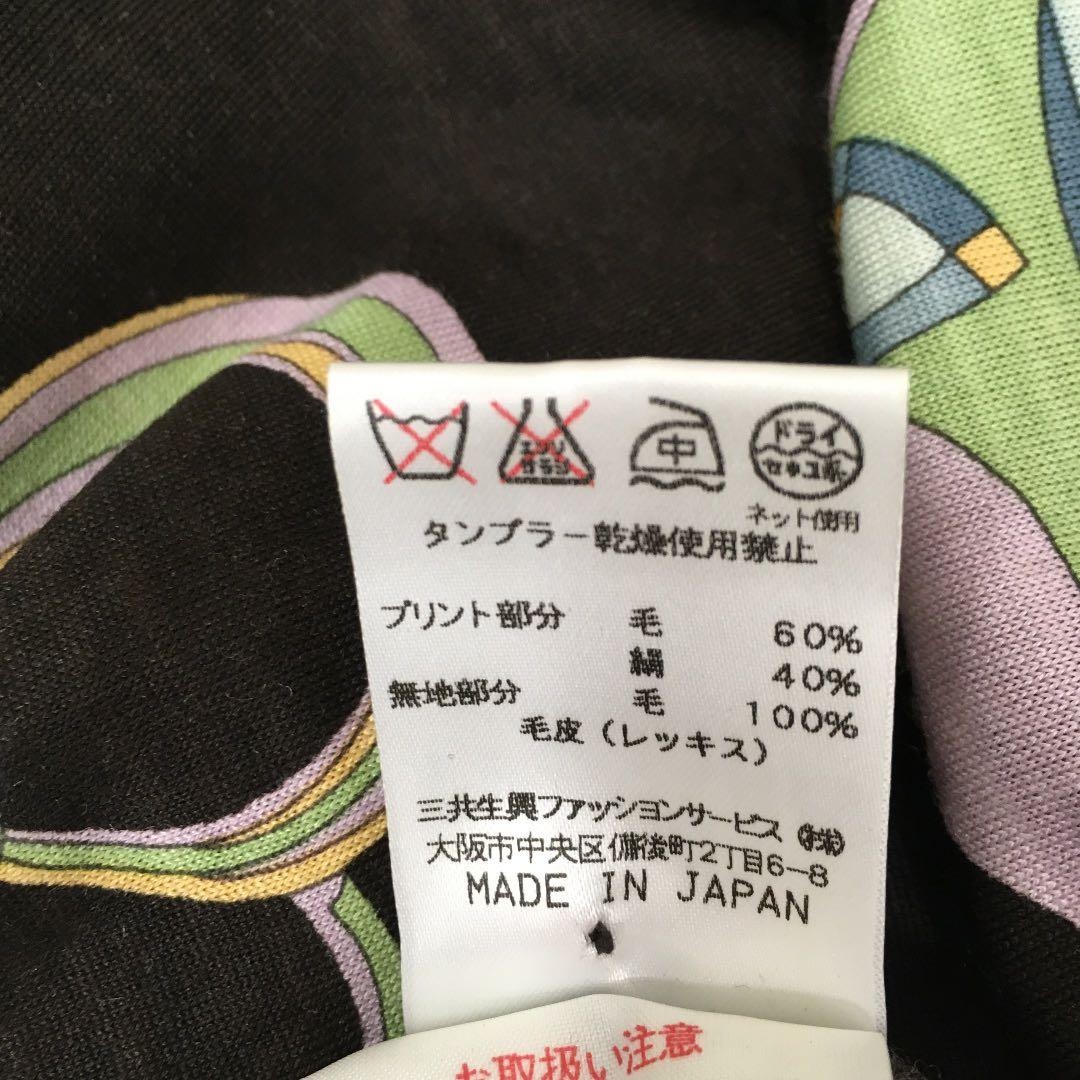 エンソ サラシ
中
ドライ
セキユ系
ネット使用
タンブラー乾燥使用禁止
プリント部分 毛 60%
絹 40%
無地部分 毛 100%
毛皮(レッキス)
三共生興ファッションサービス㈱
大阪市中央区備後町2丁目6-8
MADE IN JAPAN
お取扱い注意